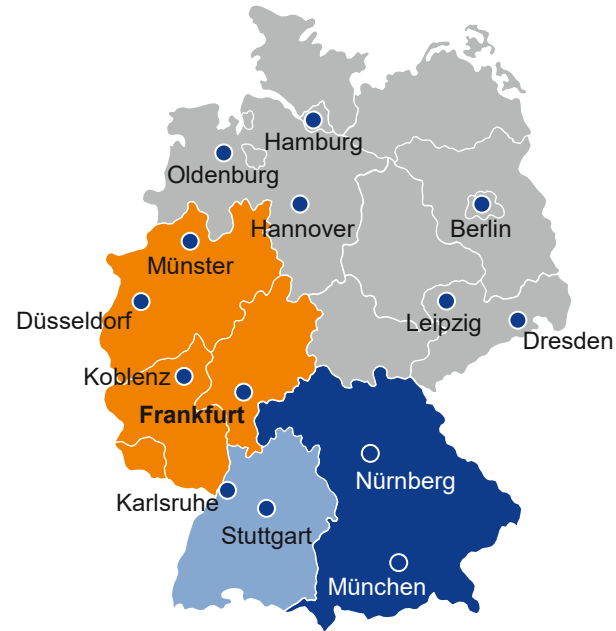 Hamburg
Oldenburg
Hannover
Berlin
Münster
Düsseldorf
Leipzig
Dresden
Koblenz
Frankfurt
Nürnberg
Karlsruhe
Stuttgart
München